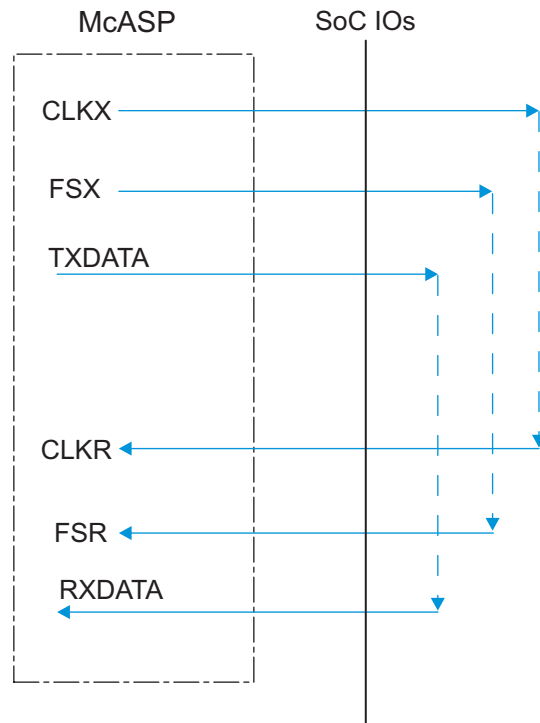 McASP
SoC IOs
CLKX
FSX
TXDATA
CLKR
FSR
RXDATA